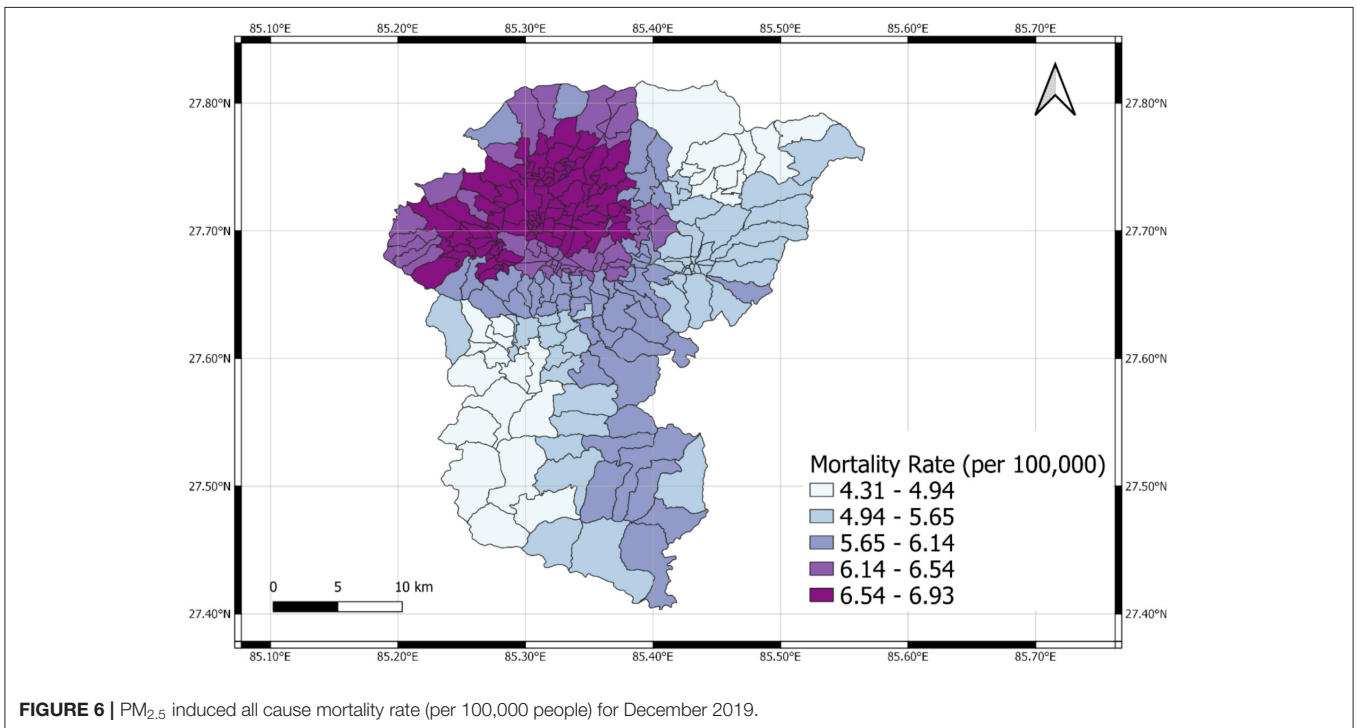 85.10°E 85.20°E 85.30°E 85.40°E 85.50°E 85.60°E 85.70°E
27.80°N 27.80°N
27.70°N 27.70°N
27.60°N 27.60°N
Mortality Rate (per 100,000)
4.31 - 4.94
27.50°N 27.50°N
4.94 - 5.65
5.65 - 6.14
6.14 - 6.54
0 5 10 km
6.54 - 6.93
27.40°N 27.40°N
85.10°E 85.20°E 85.30°E 85.40°E 85.50°E 85.60°E 85.70°E
FIGURE 6 | PM2.5 induced all cause mortality rate (per 100,000 people) for December 2019.